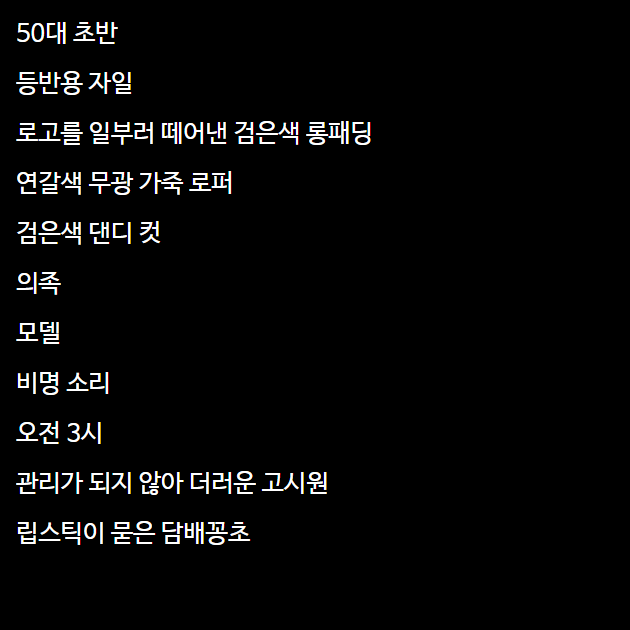 50대 초반
등반용 자일
로고를 일부러 떼어낸 검은색 롱패딩
연갈색 무광 가죽 로퍼
검은색 댄디 컷
의족
모델
비명 소리
오전 3시
관리가 되지 않아 더러운 고시원
립스틱이 묻은 담배꽁초